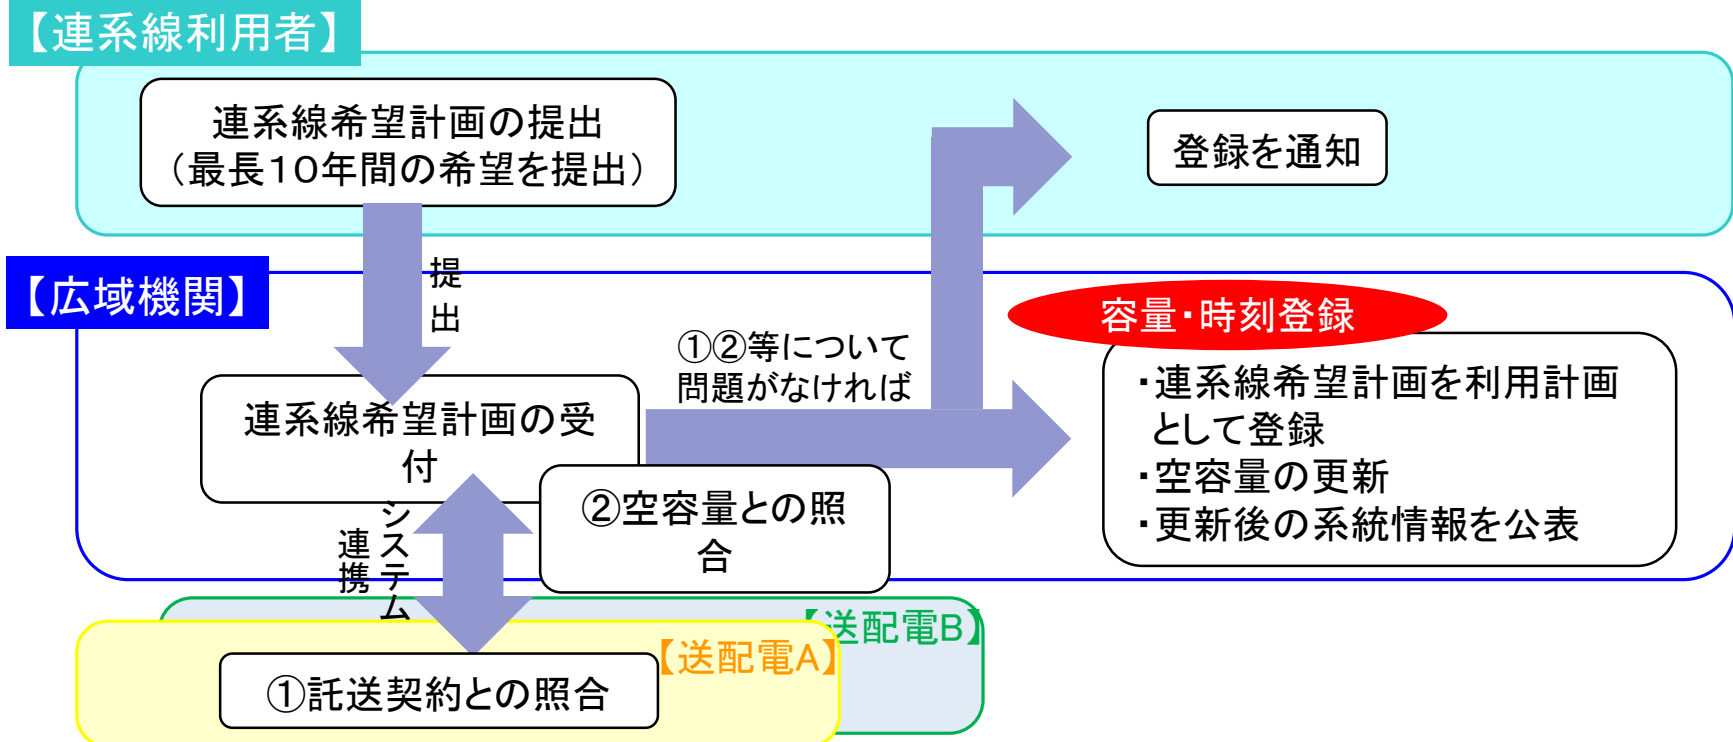 【連系線利用者】
連系線希望計画の提出
（最長１０年間の希望を提出）
登録を通知
提出
【広域機関】
容量・時刻登録
①②等について
問題がなければ
・連系線希望計画を利用計画
として登録
・空容量の更新
・更新後の系統情報を公表
連系線希望計画の受
付
②空容量との照
合
システム
連携
【送配電B】
【送配電A】
①託送契約との照合